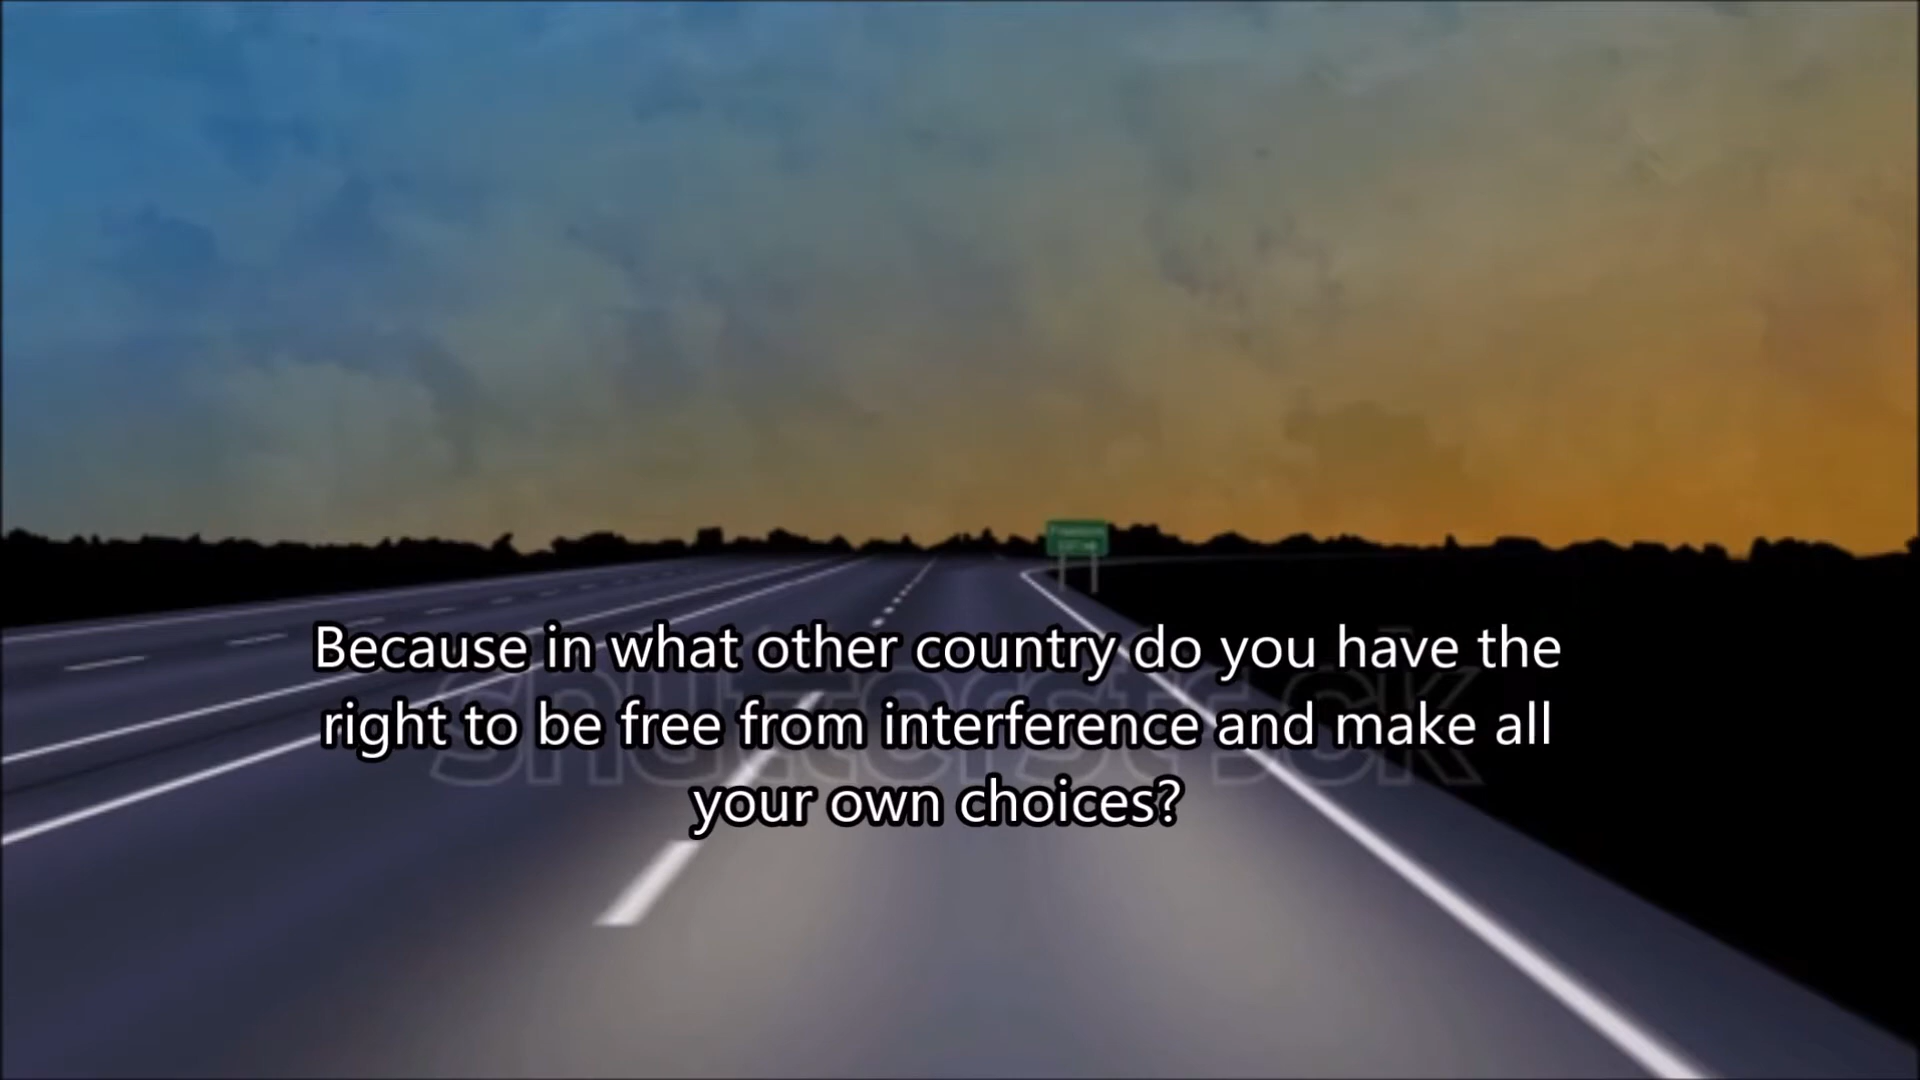 Because in what other country do you have the
right to be free from interference and make all
your own choices?
shutterstock